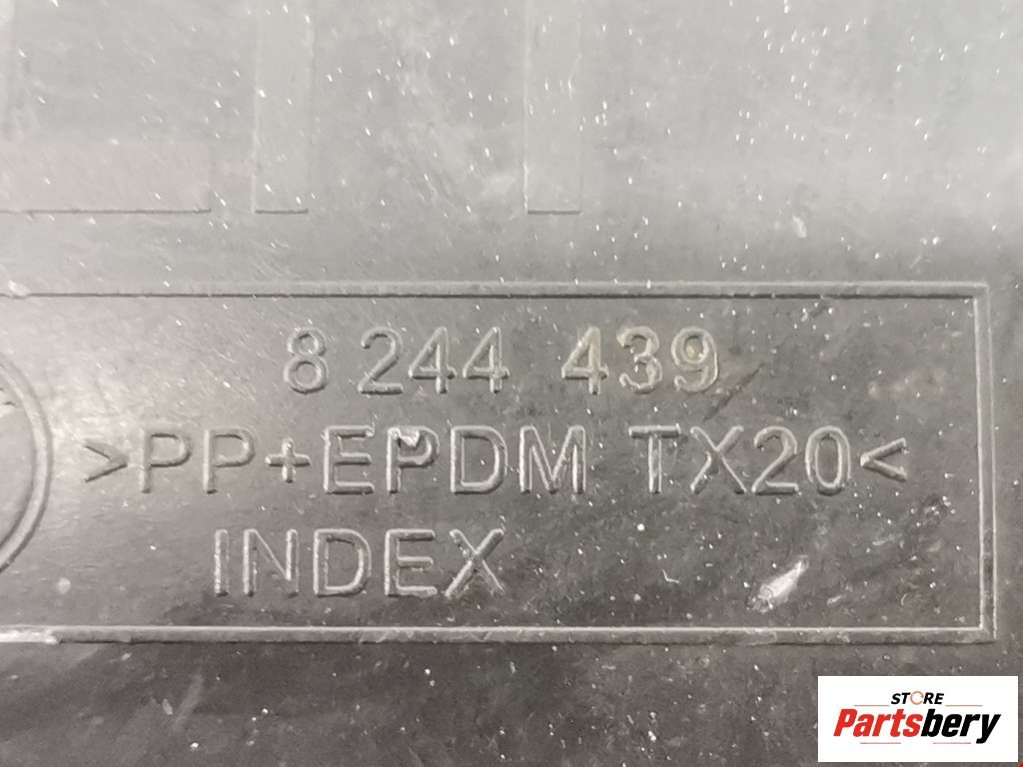 8 244 439
>PP+EPDM TX20<
INDEX
STORE
Partsbery